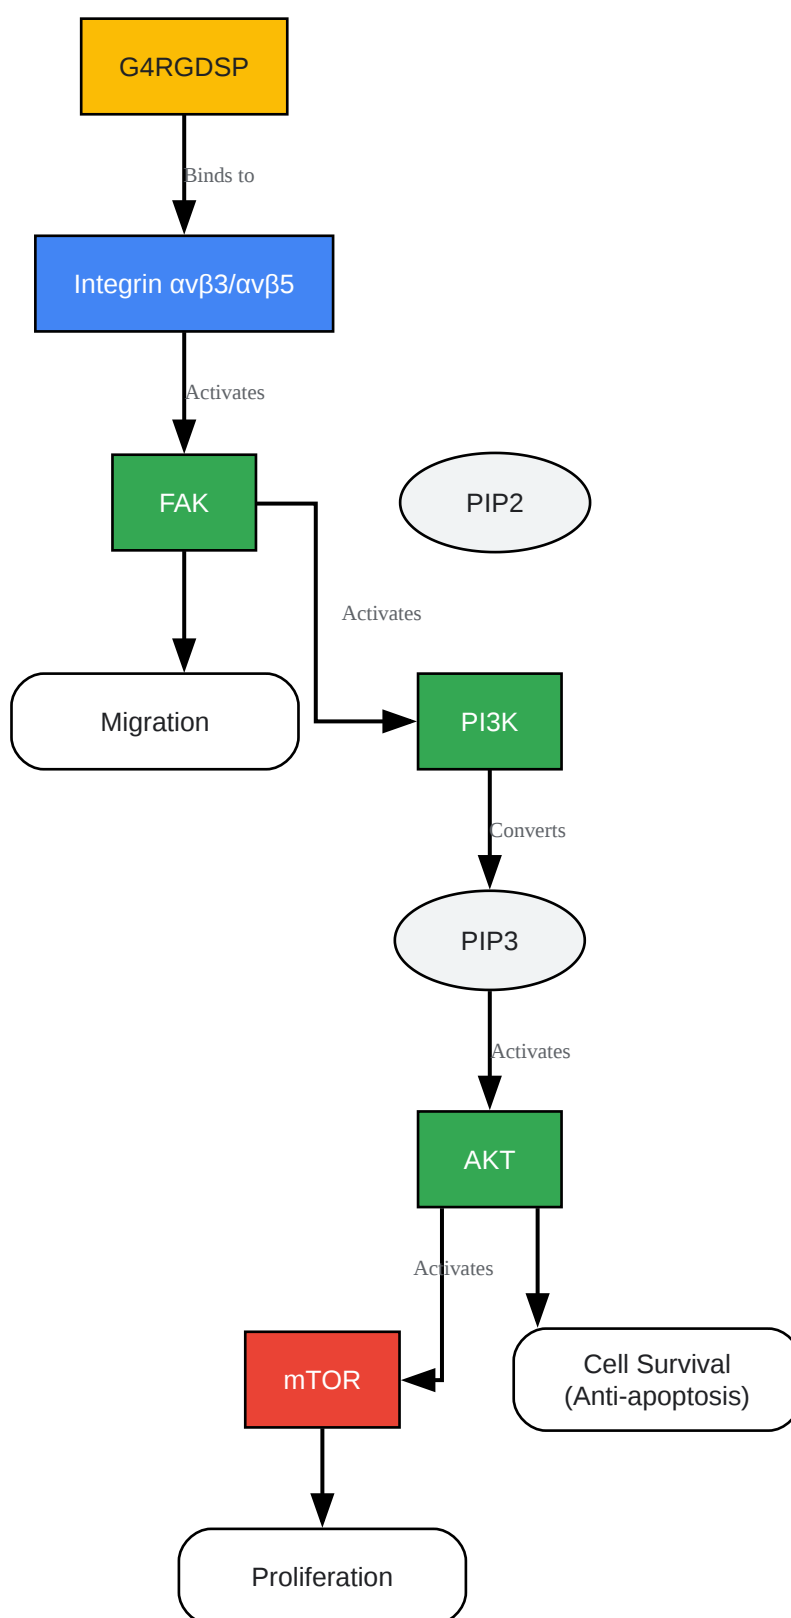 G4RGDSP
Binds to
Integrin αvβ3/αvβ5
Activates
FAK
PIP2
Activates
Migration
PI3K
Converts
PIP3
Activates
AKT
Activates
Cell Survival
(Anti-apoptosis)
mTOR
Proliferation